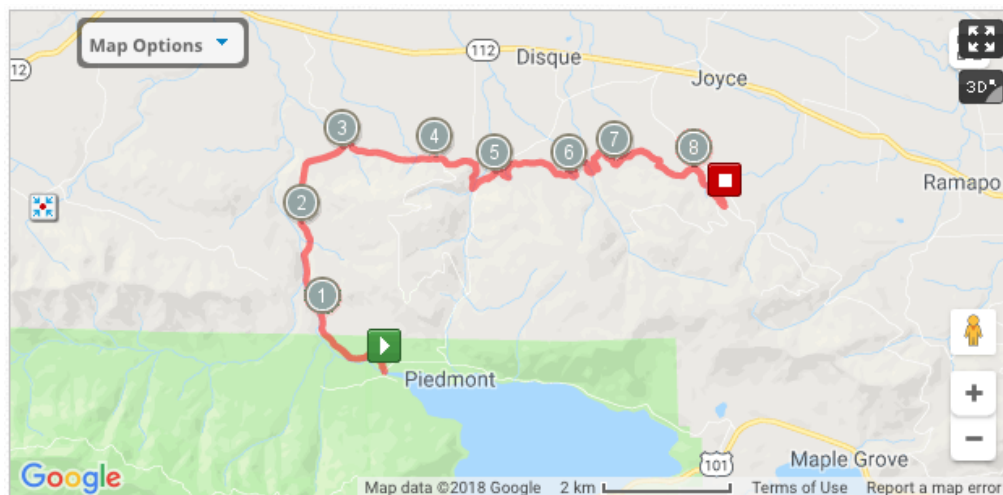 Map Options
112
Disque
Joyce
12
3D
3
4
5
6
7
8
Ramapo
2
1
Piedmont
101
Maple Grove
Google
Map data ©2018 Google 2 km Terms of Use Report a map error